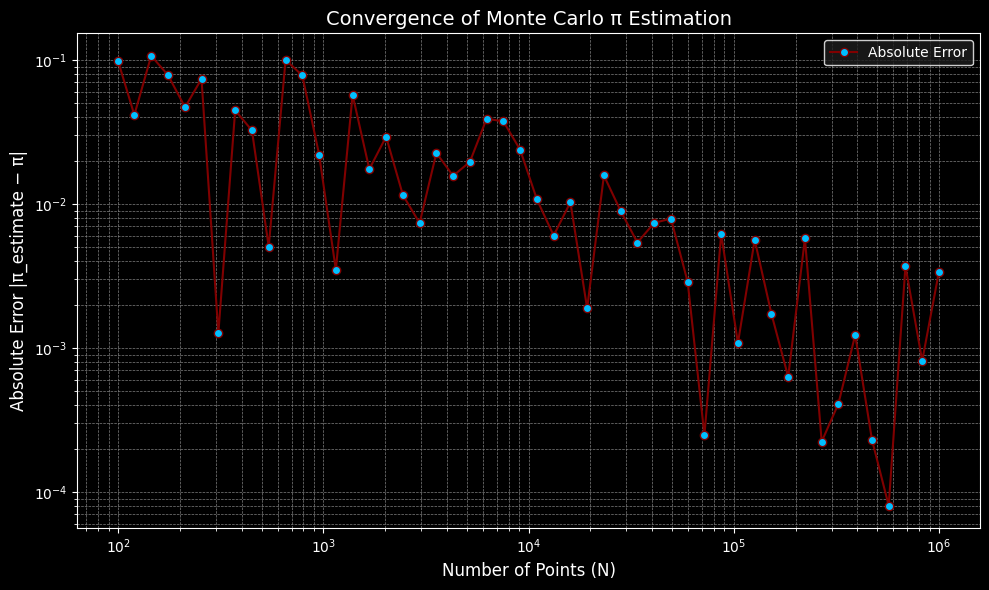 Convergence of Monte Carlo π Estimation
Absolute Error
Absolute Error |π_estimate − π|
10⁻¹
10⁻²
10⁻³
10⁻⁴
10²
10³
10⁴
10⁵
10⁶
Number of Points (N)